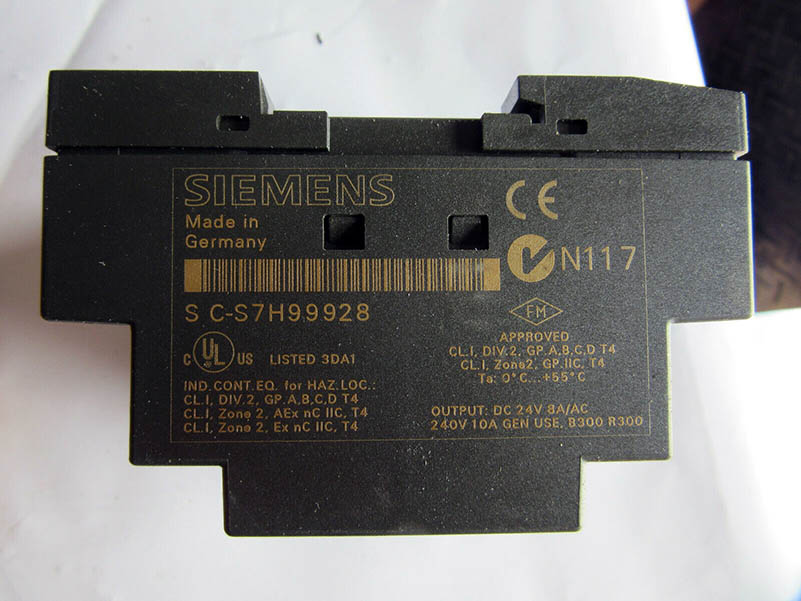 SIEMENS
Made in
Germany
CE
N117
S C-S7H99928
FM
APPROVED
CL.I, DIV.2, GP.A,B,C,D T4
CL.I, Zone2, GP.IIC, T4
Ta: 0°C... +55°C
C UL US LISTED 3DA1
IND.CONT.EQ. for HAZ.LOC.:
CL.I, DIV.2, GP.A,B,C,D T4
CL.I, Zone 2, AEx nC IIC, T4
CL.I, Zone 2, Ex nC IIC, T4
OUTPUT: DC 24V 8A/AC
240V 10A GEN USE, B300 R300